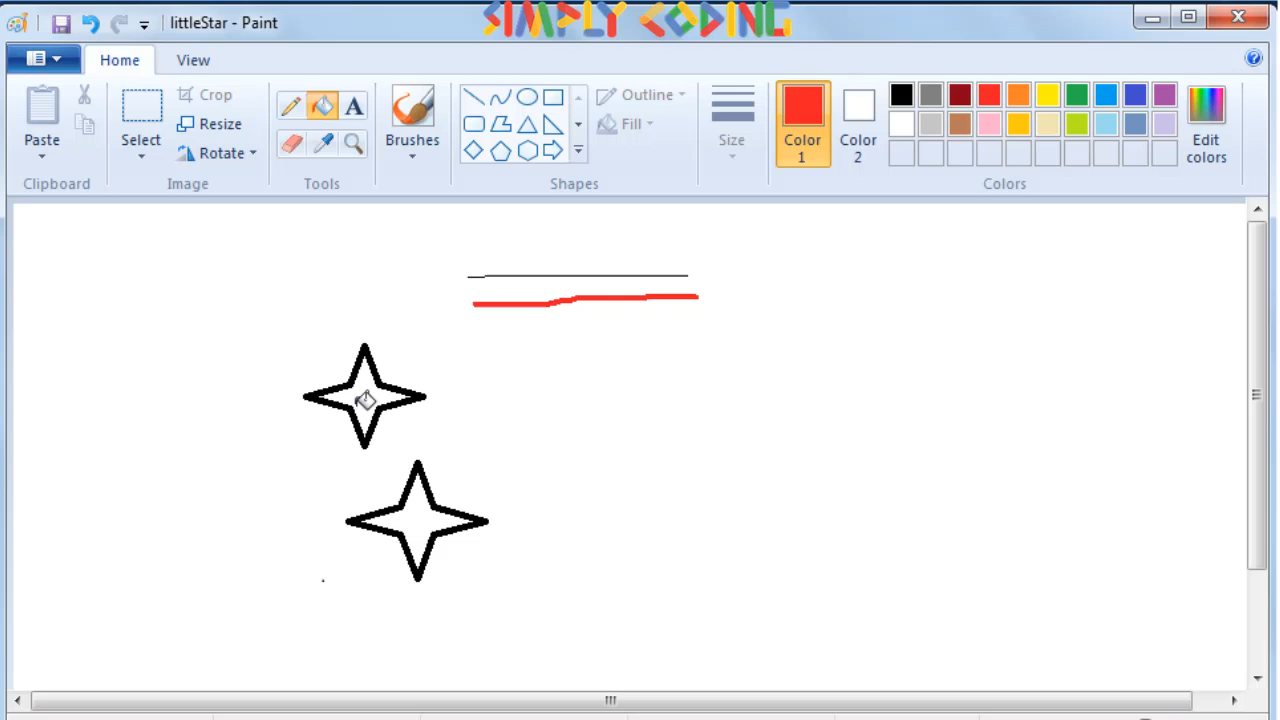 littleStar - Paint
SIMPLY CODING
Home
View
Paste
Select
Crop
Resize
Rotate
A
Brushes
Outline
Fill
Size
Color 1
Color 2
Edit colors
Clipboard
Image
Tools
Shapes
Colors